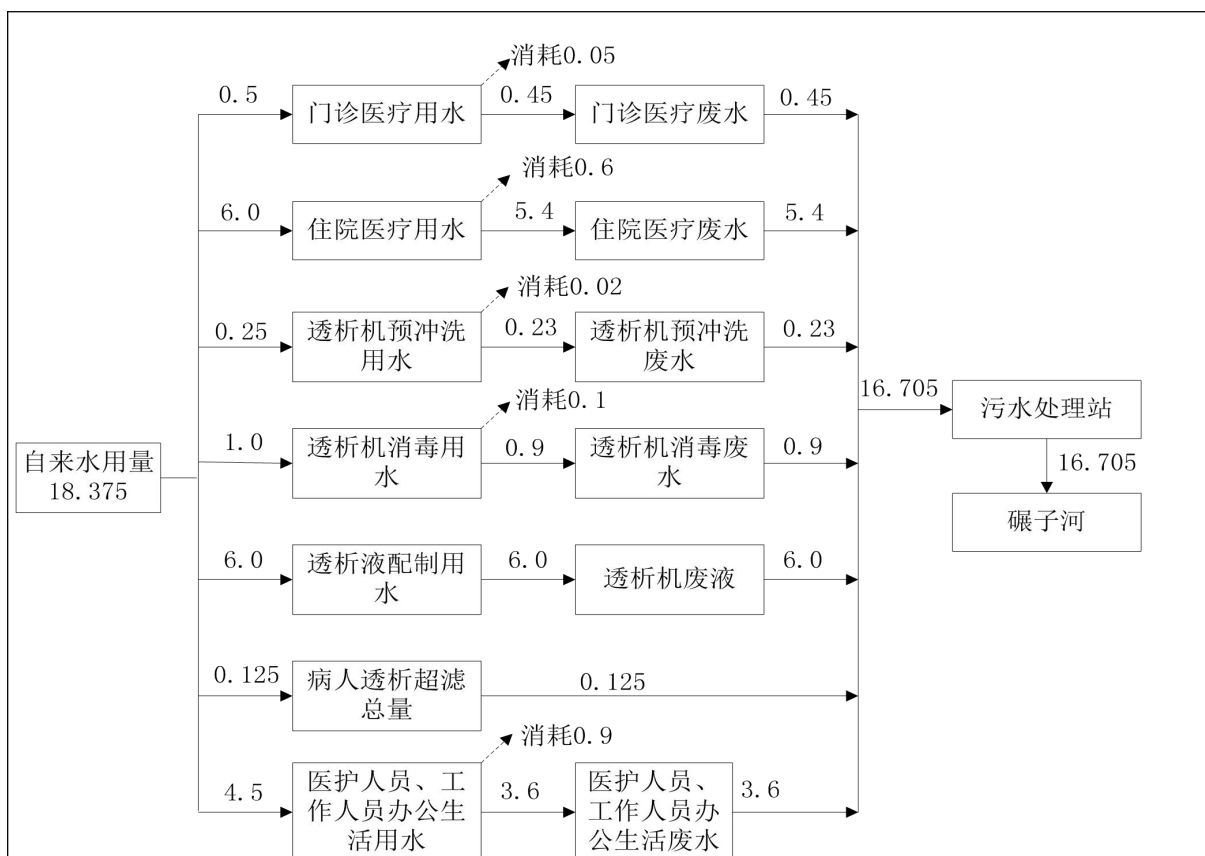 消耗0.05
0.5
门诊医疗用水
0.45
门诊医疗废水
0.45
消耗0.6
6.0
住院医疗用水
5.4
住院医疗废水
5.4
消耗0.02
0.25
透析机预冲洗
用水
0.23
透析机预冲洗
废水
0.23
16.705
污水处理站
消耗0.1
1.0
透析机消毒用
水
0.9
透析机消毒废
水
0.9
自来水用量
18.375
16.705
碾子河
6.0
透析液配制用
水
6.0
透析机废液
6.0
0.125
病人透析超滤
总量
0.125
消耗0.9
4.5
医护人员、工
作人员办公生
活用水
3.6
医护人员、
工作人员办
公生活废水
3.6